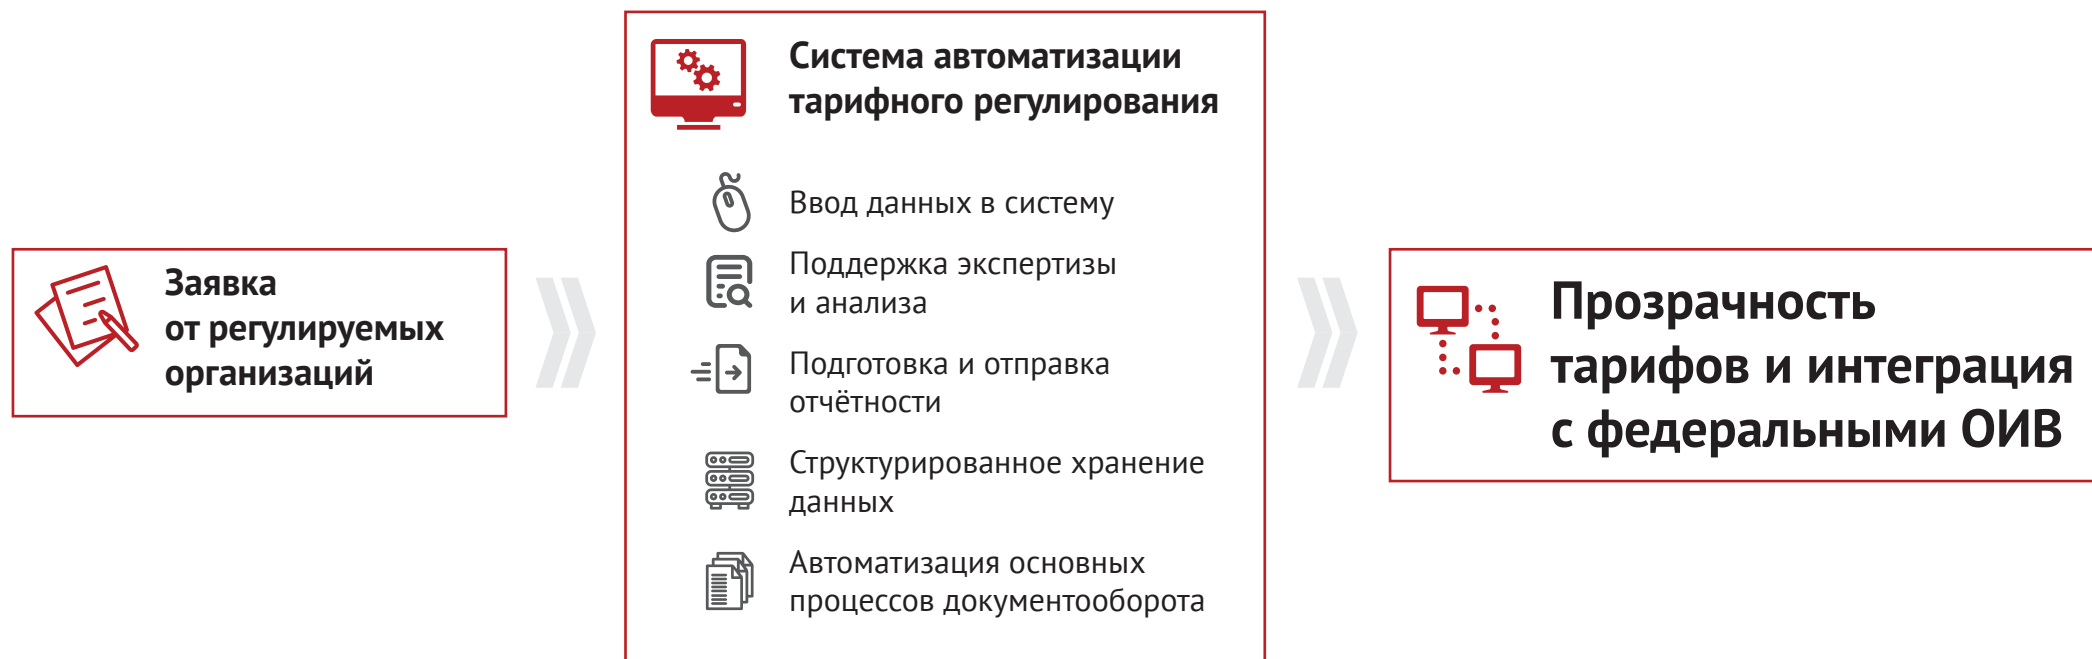 Заявка
от регулируемых
организаций
Система автоматизации
тарифного регулирования
Ввод данных в систему
Поддержка экспертизы
и анализа
Подготовка и отправка
отчётности
Структурированное хранение
данных
Автоматизация основных
процессов документооборота
Прозрачность
тарифов и интеграция
с федеральными ОИВ